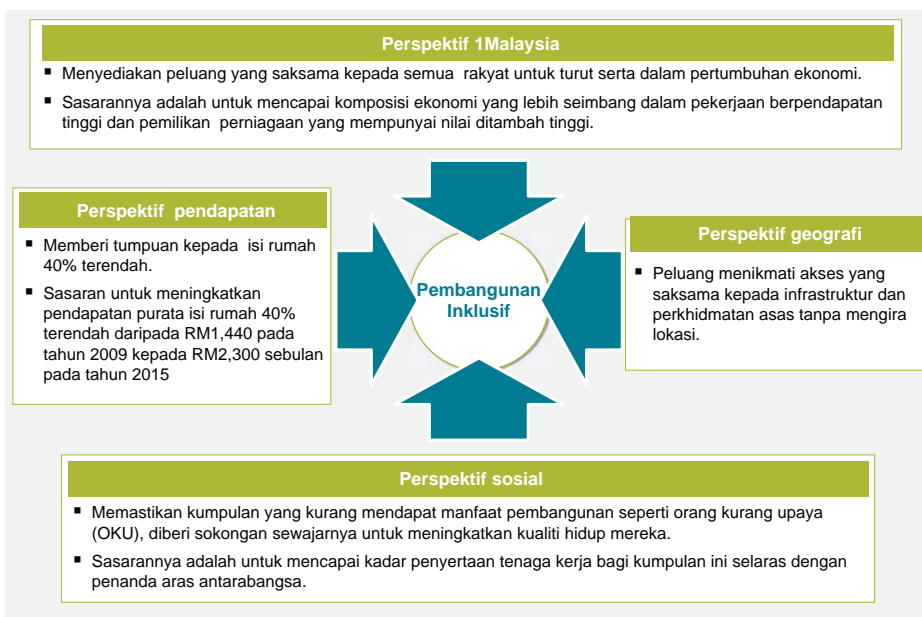 Perspektif 1Malaysia
▪ Menyediakan peluang yang saksama kepada semua rakyat untuk turut serta dalam pertumbuhan ekonomi.
▪ Sasarannya adalah untuk mencapai komposisi ekonomi yang lebih seimbang dalam pekerjaan berpendapatan
tinggi dan pemilikan perniagaan yang mempunyai nilai ditambah tinggi.
Perspektif pendapatan
▪ Memberi tumpuan kepada isi rumah
40% terendah.
▪ Sasaran untuk meningkatkan
pendapatan purata isi rumah 40%
terendah daripada RM1,440 pada
tahun 2009 kepada RM2,300 sebulan
pada tahun 2015
Pembangunan
Inklusif
Perspektif geografi
▪ Peluang menikmati akses yang
saksama kepada infrastruktur dan
perkhidmatan asas tanpa mengira
lokasi.
Perspektif sosial
▪ Memastikan kumpulan yang kurang mendapat manfaat pembangunan seperti orang kurang upaya
(OKU), diberi sokongan sewajarnya untuk meningkatkan kualiti hidup mereka.
▪ Sasarannya adalah untuk mencapai kadar penyertaan tenaga kerja bagi kumpulan ini selaras dengan
penanda aras antarabangsa.